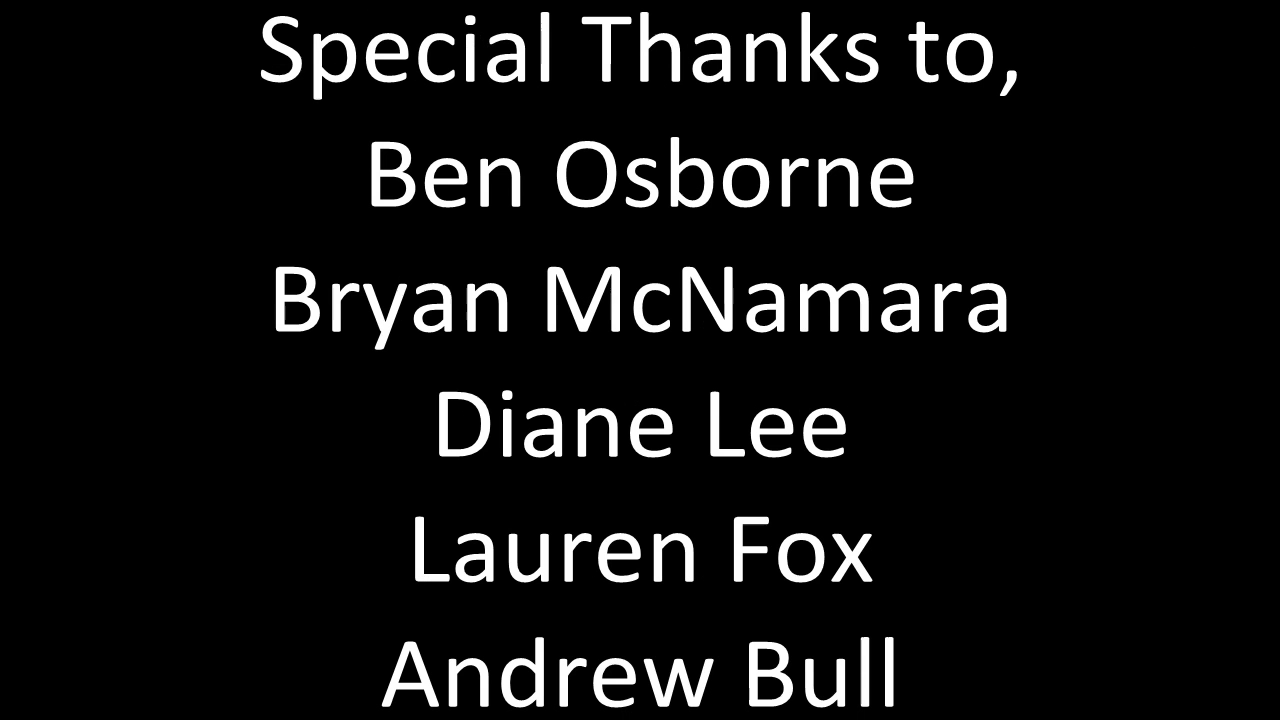 Special Thanks to,
Ben Osborne
Bryan McNamara
Diane Lee
Lauren Fox
Andrew Bull